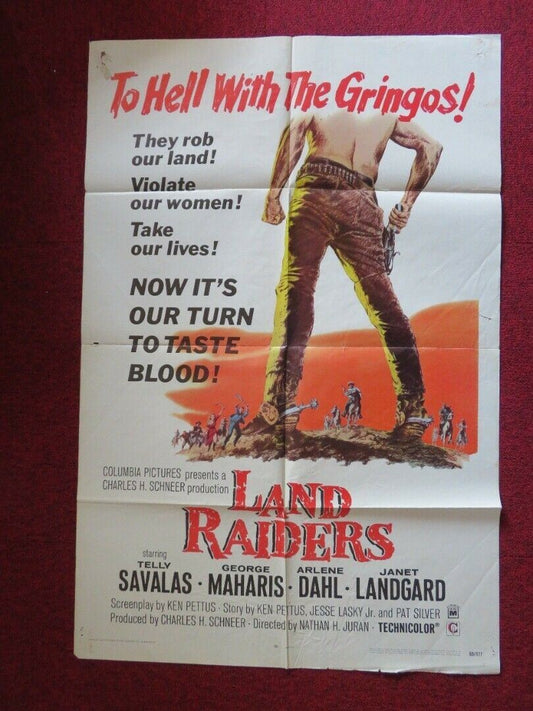 To Hell With The Gringos!
They rob
our land!
Violate
our women!
Take
our lives!
NOW IT'S
OUR TURN
TO TASTE
BLOOD!
COLUMBIA PICTURES presents a
CHARLES H. SCHNEER production
LAND
RAIDERS
starring
TELLY GEORGE ARLENE JANET
SAVALAS · MAHARIS · DAHL · LANDGARD
Screenplay by KEN PETTUS · Story by KEN PETTUS, JESSE LASKY Jr. and PAT SILVER
Produced by CHARLES H. SCHNEER · Directed by NATHAN H. JURAN · TECHNICOLOR®
M